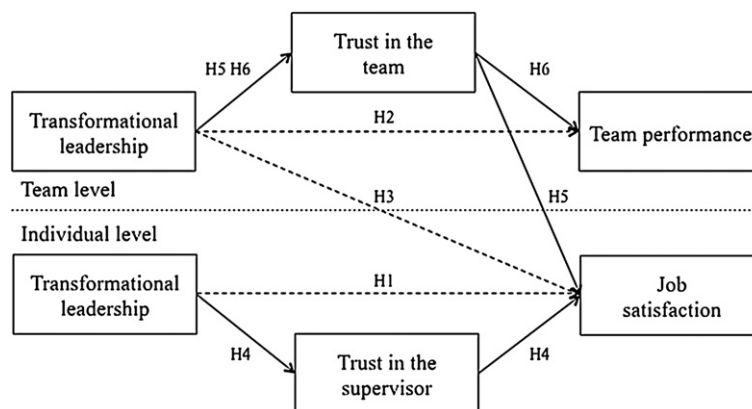 Trust in the
team
H5 H6
H6
Transformational
leadership
H2
Team performance
Team level
H3
H5
Individual level
Transformational
leadership
H1
Job
satisfaction
H4
Trust in the
supervisor
H4